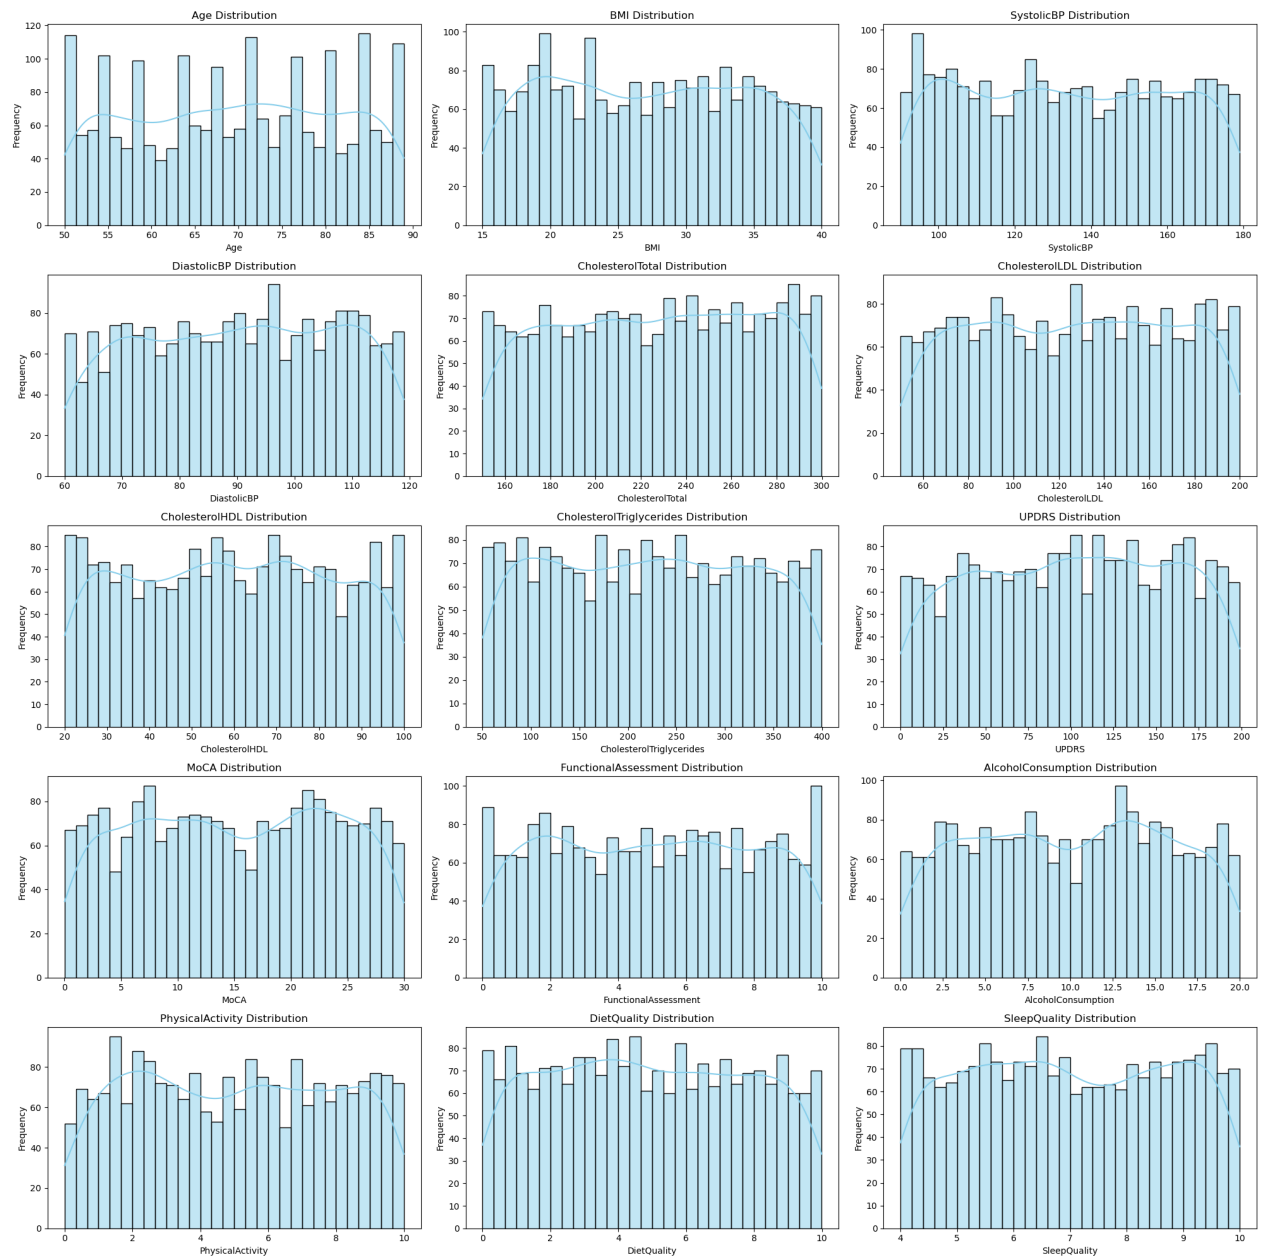 Age Distribution
Frequency
0 20 40 60 80 100 120
50 55 60 65 70 75 80 85 90
Age
BMI Distribution
Frequency
0 20 40 60 80 100
15 20 25 30 35 40
BMI
SystolicBP Distribution
Frequency
0 20 40 60 80 100
100 120 140 160 180
SystolicBP
DiastolicBP Distribution
Frequency
0 20 40 60 80
60 70 80 90 100 110 120
DiastolicBP
CholesterolTotal Distribution
Frequency
0 10 20 30 40 50 60 70 80
160 180 200 220 240 260 280 300
CholesterolTotal
CholesterolLDL Distribution
Frequency
0 20 40 60 80
60 80 100 120 140 160 180 200
CholesterolLDL
CholesterolHDL Distribution
Frequency
0 10 20 30 40 50 60 70 80
20 30 40 50 60 70 80 90 100
CholesterolHDL
CholesterolTriglycerides Distribution
Frequency
0 10 20 30 40 50 60 70 80
50 100 150 200 250 300 350 400
CholesterolTriglycerides
UPDRS Distribution
Frequency
0 10 20 30 40 50 60 70 80
0 25 50 75 100 125 150 175 200
UPDRS
MoCA Distribution
Frequency
0 20 40 60 80
0 5 10 15 20 25 30
MoCA
FunctionalAssessment Distribution
Frequency
0 20 40 60 80 100
0 2 4 6 8 10
FunctionalAssessment
AlcoholConsumption Distribution
Frequency
0 20 40 60 80 100
0.0 2.5 5.0 7.5 10.0 12.5 15.0 17.5 20.0
AlcoholConsumption
PhysicalActivity Distribution
Frequency
0 20 40 60 80
0 2 4 6 8 10
PhysicalActivity
DietQuality Distribution
Frequency
0 10 20 30 40 50 60 70 80
0 2 4 6 8 10
DietQuality
SleepQuality Distribution
Frequency
0 10 20 30 40 50 60 70 80
4 5 6 7 8 9 10
SleepQuality